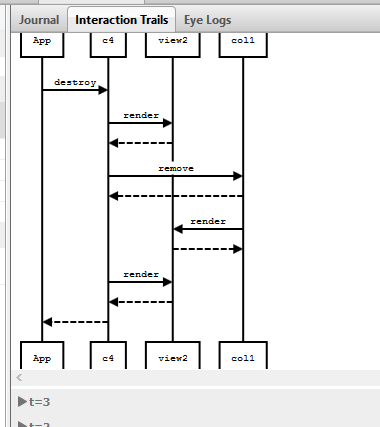 Journal Interaction Trails Eye Logs
App c4 view2 col1
destroy
render
remove
render
render
App c4 view2 col1
t=3